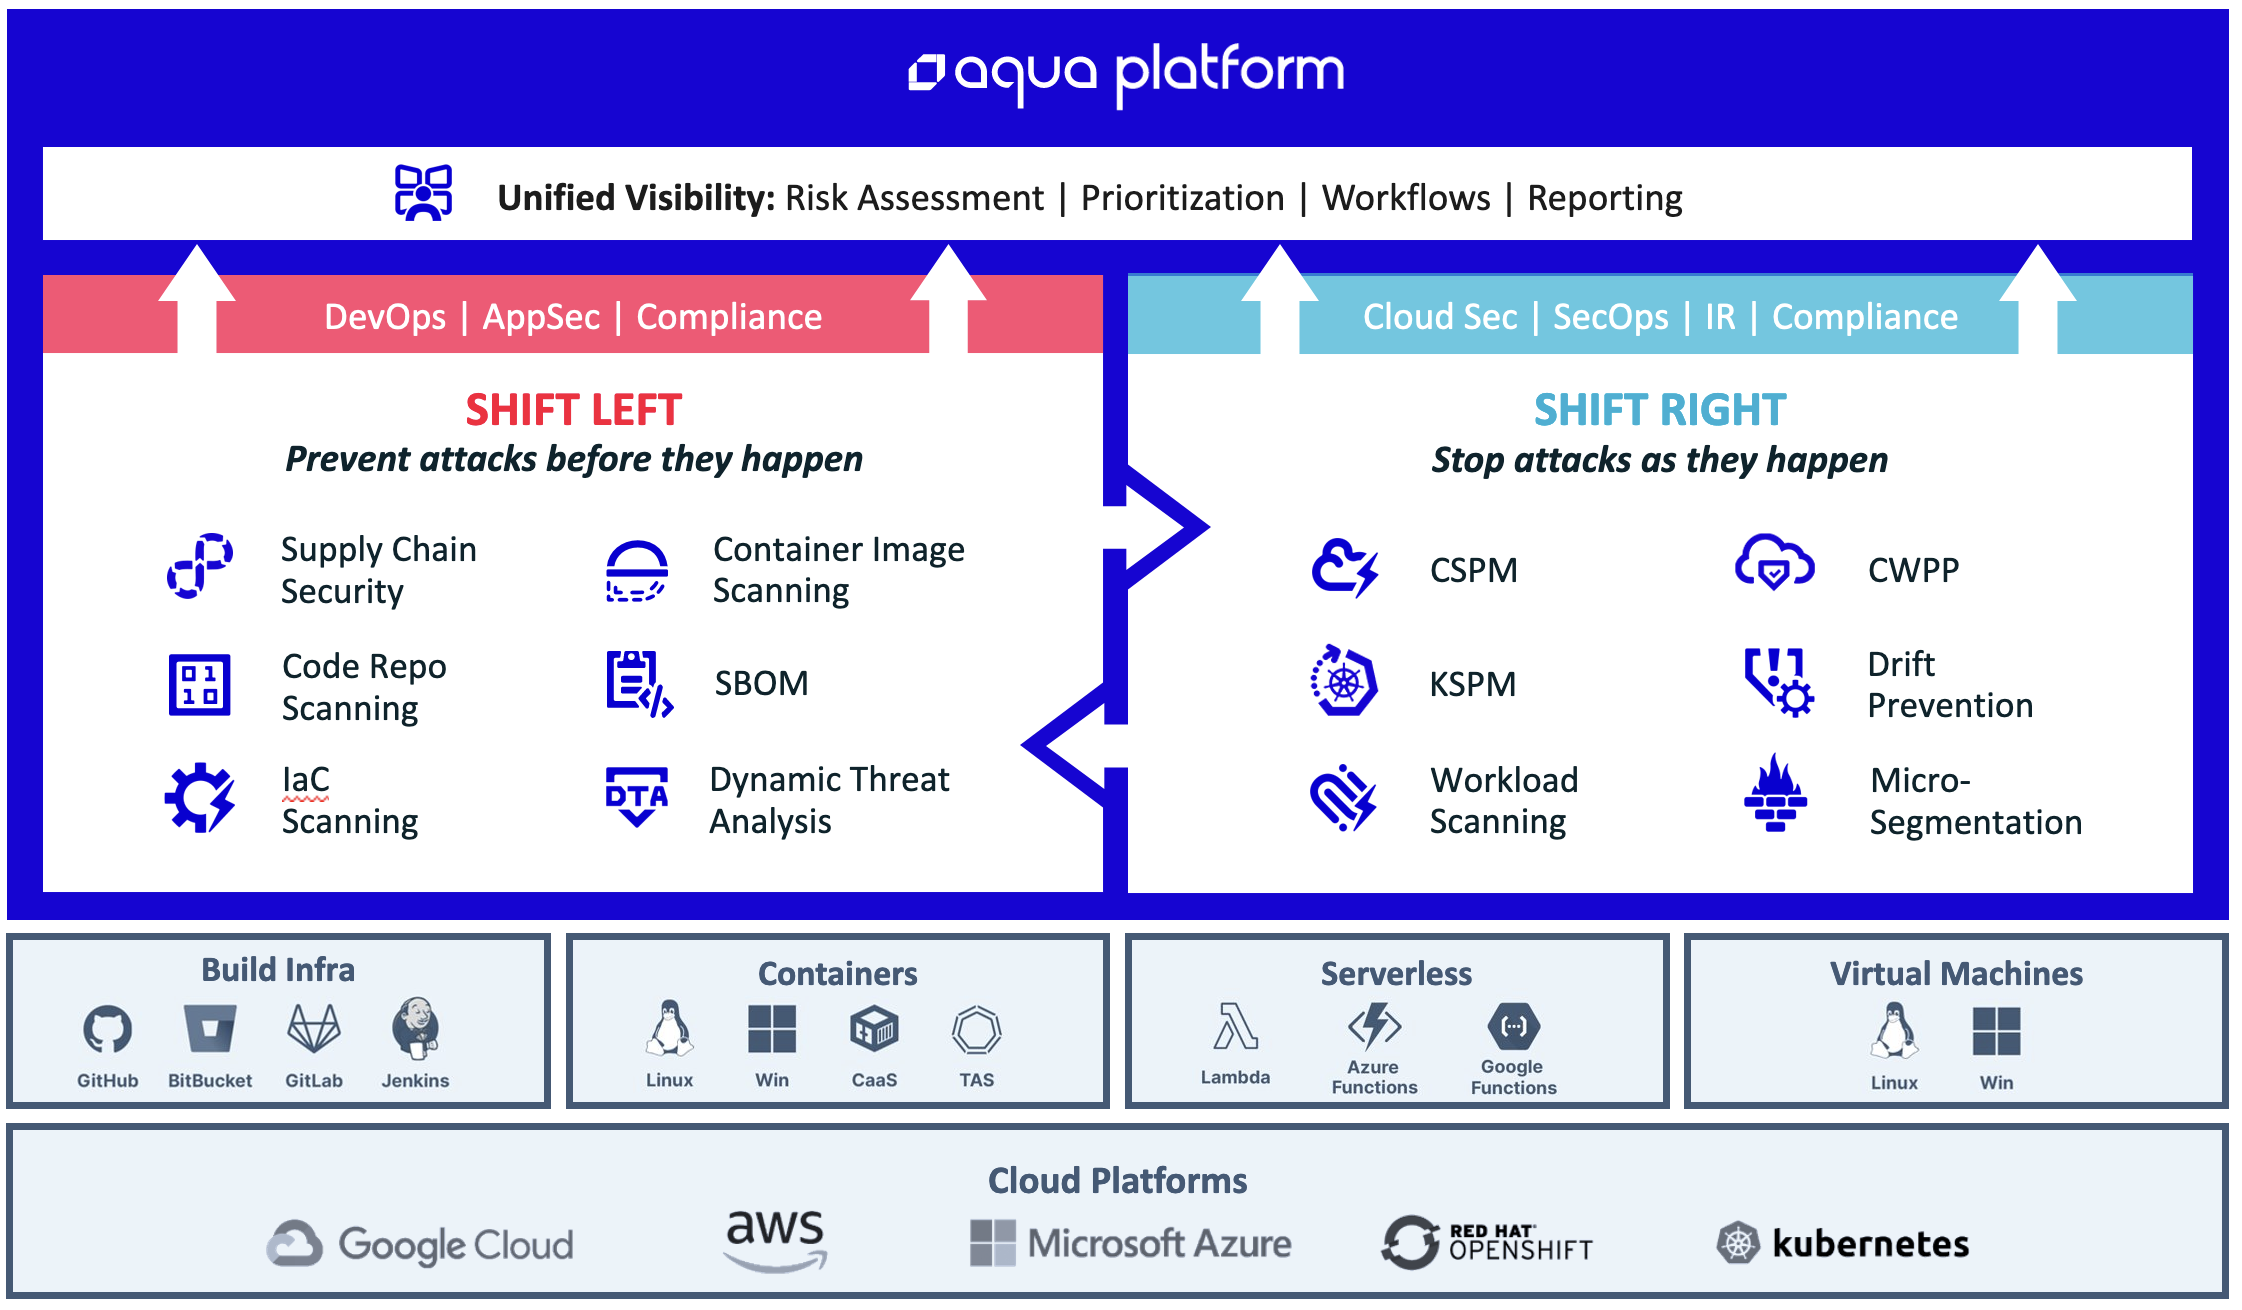 aqua platform
Unified Visibility: Risk Assessment | Prioritization | Workflows | Reporting
DevOps | AppSec | Compliance
SHIFT LEFT
Prevent attacks before they happen
Supply Chain
Security
Container Image
Scanning
Code Repo
Scanning
01
10
SBOM
IaC
Scanning
DTA
Dynamic Threat
Analysis
Cloud Sec | SecOps | IR | Compliance
SHIFT RIGHT
Stop attacks as they happen
CSPM
CWPP
KSPM
Drift
Prevention
Workload
Scanning
Micro-
Segmentation
Build Infra
GitHub
BitBucket
GitLab
Jenkins
Containers
Linux
Win
CaaS
TAS
Serverless
Lambda
Azure
Functions
Google
Functions
Virtual Machines
Linux
Win
Cloud Platforms
Google Cloud
aws
Microsoft Azure
RED HAT
OPENSHIFT
kubernetes